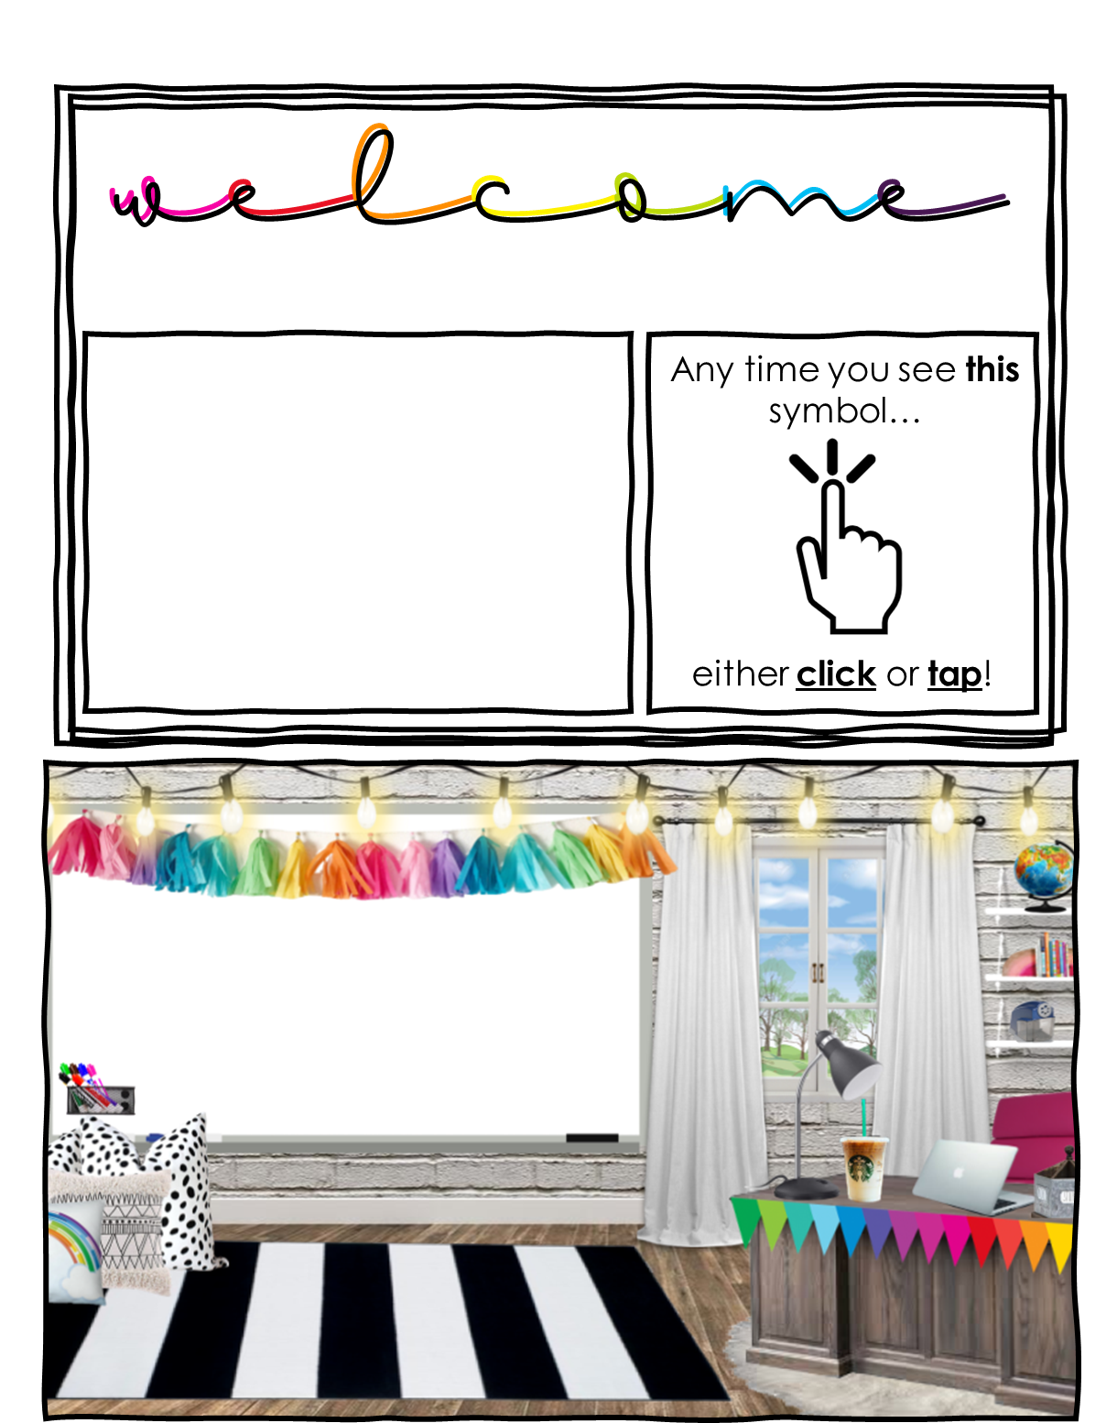 welcome
Any time you see this
symbol...
either click or tap!